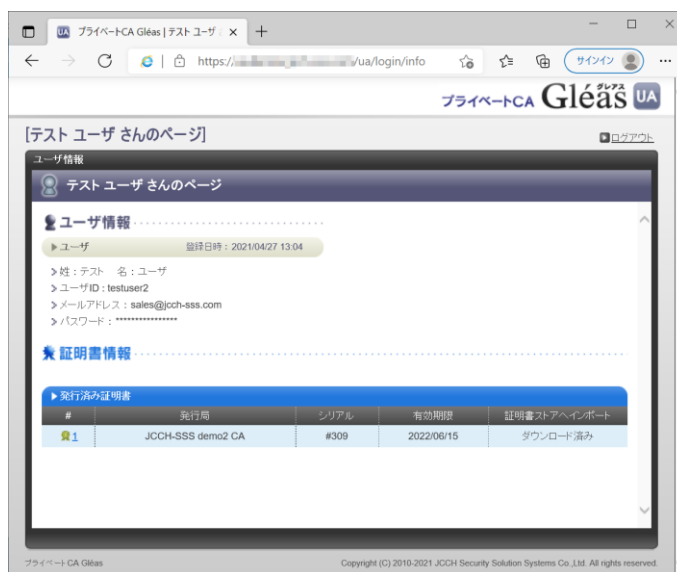 プライベートCA Gléas | テスト ユーザ
https://
/ua/login/info
サインイン
プライベートCA Gléas グレアス UA
[テスト ユーザ さんのページ]
ログアウト
ユーザ情報
テスト ユーザ さんのページ
ユーザ情報
ユーザ 登録日時：2021/04/27 13:04
姓：テスト 名：ユーザ
ユーザID : testuser2
メールアドレス：sales@jcch-sss.com
パスワード：****************
証明書情報
発行済み証明書
# 発行局 シリアル 有効期限 証明書ストアへインポート
1 JCCH-SSS demo2 CA #309 2022/06/15 ダウンロード済み
プライベート CA Gléas Copyright (C) 2010-2021 JCCH Security Solution Systems Co.,Ltd. All rights reserved.